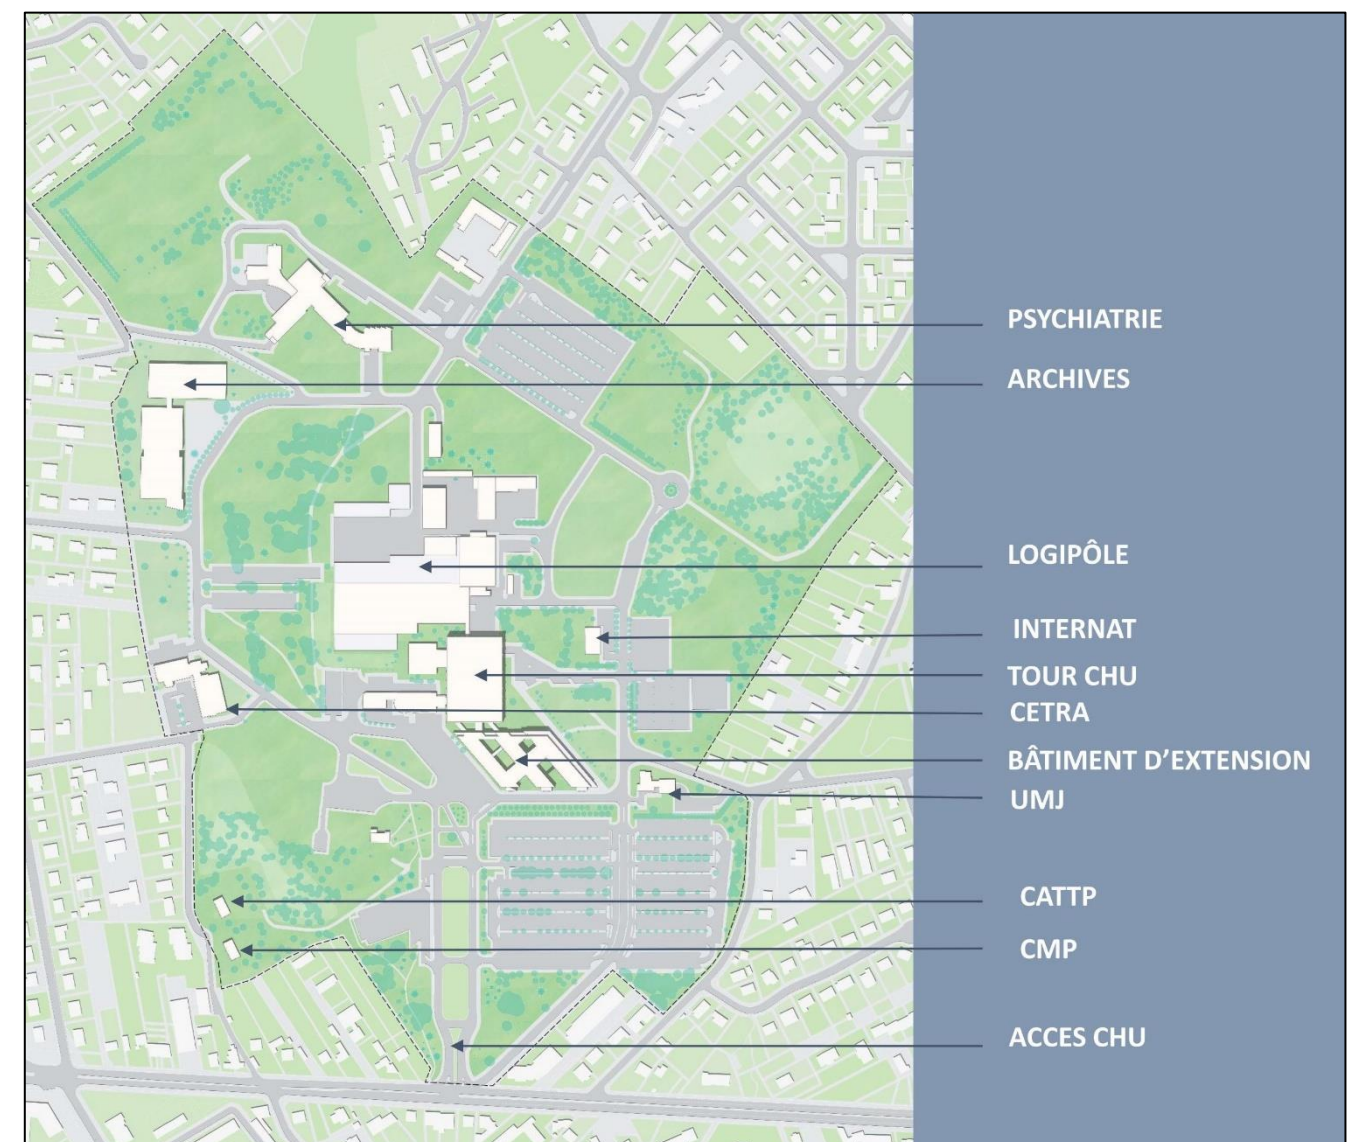 PSYCHIATRIE
ARCHIVES
LOGIPÔLE
INTERNAT
TOUR CHU
CETRA
BÂTIMENT D'EXTENSION
UMJ
CATTP
CMP
ACCES CHU